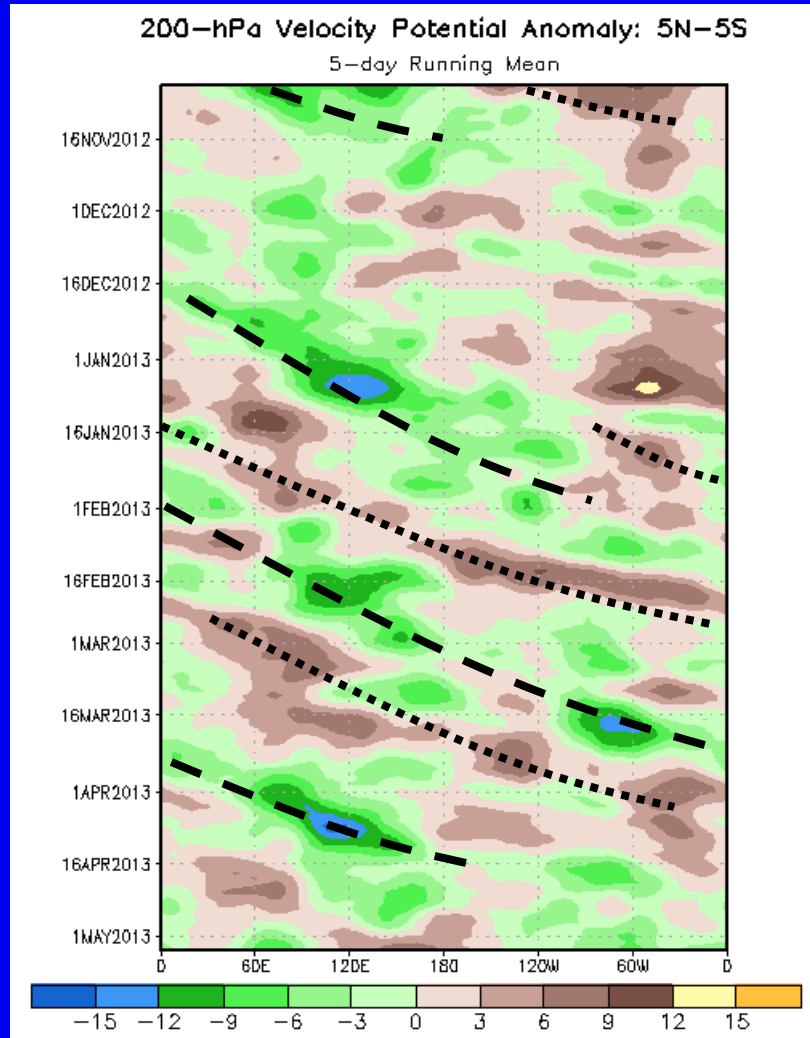 200-hPa Velocity Potential Anomaly: 5N-5S
5-day Running Mean
16NOV2012
1DEC2012
16DEC2012
1JAN2013
16JAN2013
1FEB2013
16FEB2013
1MAR2013
16MAR2013
1APR2013
16APR2013
1MAY2013
0 60E 120E 180 120W 60W 0
-15 -12 -9 -6 -3 0 3 6 9 12 15